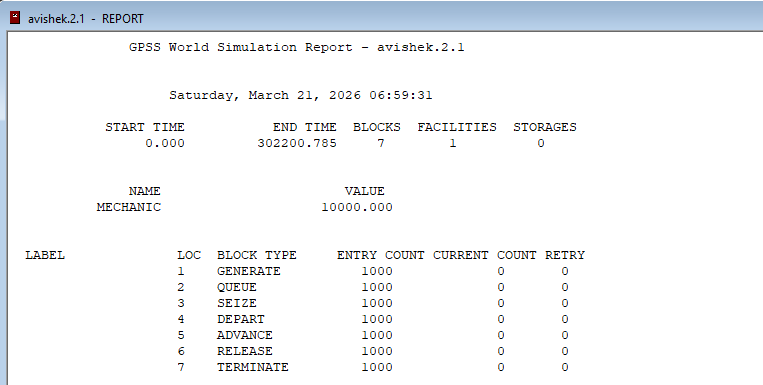 avishek.2.1 - REPORT
GPSS World Simulation Report - avishek.2.1
Saturday, March 21, 2026 06:59:31
START TIME END TIME BLOCKS FACILITIES STORAGES
0.000 302200.785 7 1 0
NAME VALUE
MECHANIC 10000.000
LABEL LOC BLOCK TYPE ENTRY COUNT CURRENT COUNT RETRY
1 GENERATE 1000 0 0
2 QUEUE 1000 0 0
3 SEIZE 1000 0 0
4 DEPART 1000 0 0
5 ADVANCE 1000 0 0
6 RELEASE 1000 0 0
7 TERMINATE 1000 0 0